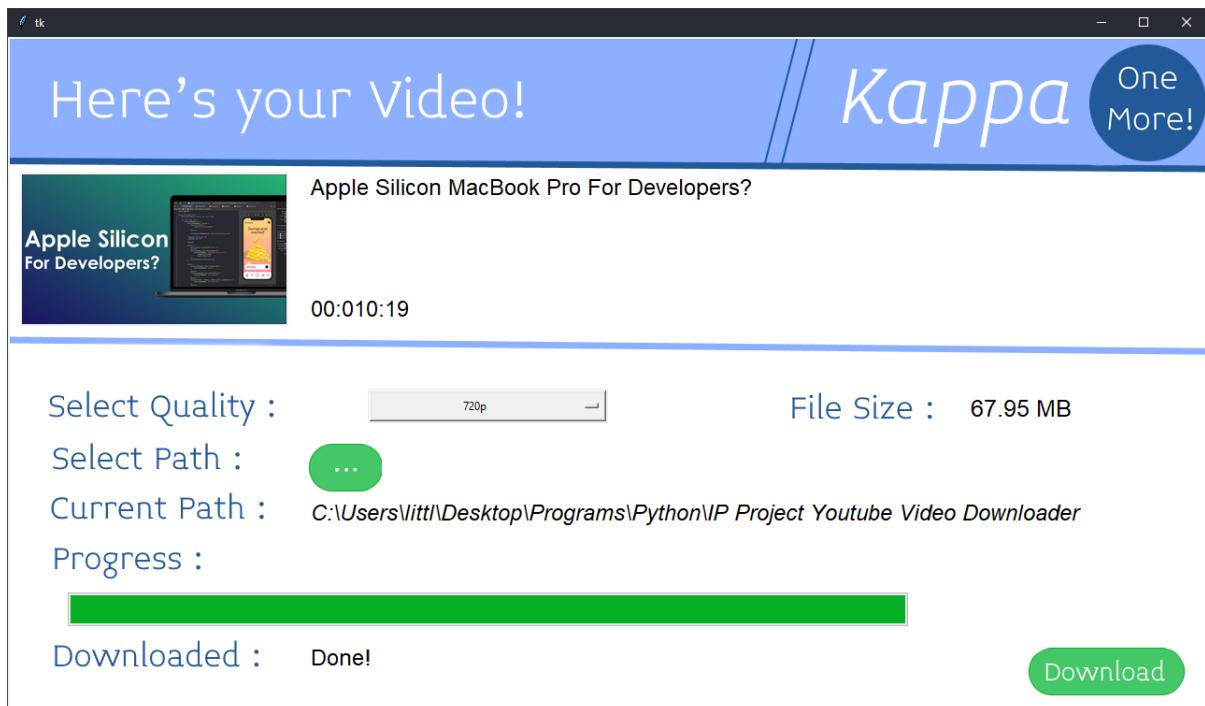 tk
Here's your Video!
Kappa
One
More!
Apple Silicon
For Developers?
Apple Silicon MacBook Pro For Developers?
00:010:19
Select Quality :
720p
File Size :
67.95 MB
Select Path :
...
Current Path :
C:\Users\littl\Desktop\Programs\Python\IP Project Youtube Video Downloader
Progress :
Downloaded :
Done!
Download